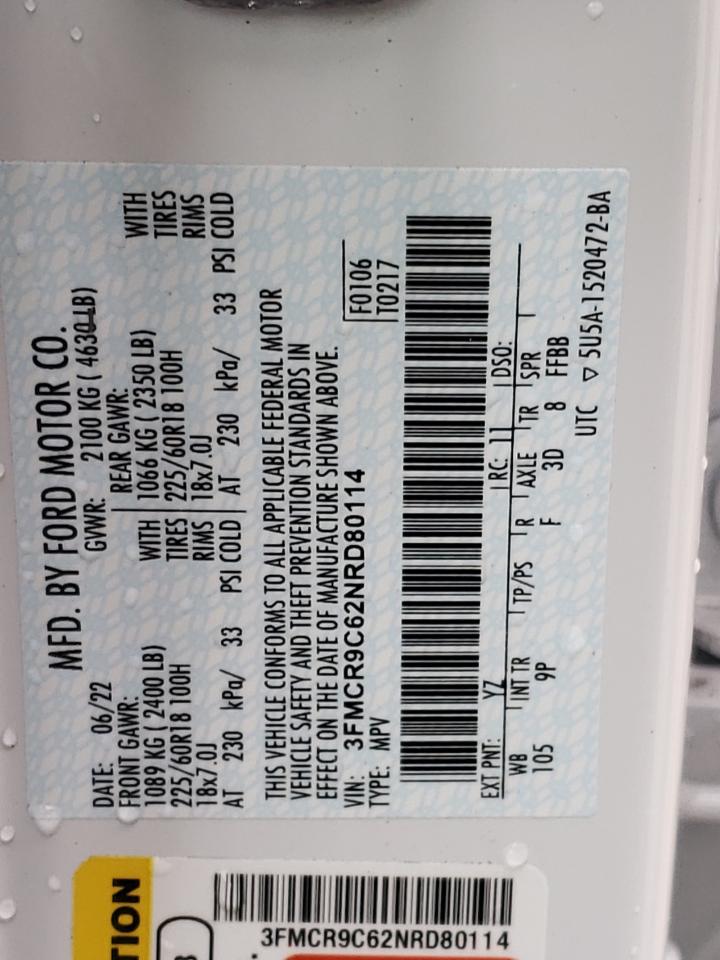 MFD. BY FORD MOTOR CO.
DATE: 06/22 GVWR: 2100 KG ( 4630 LB)
FRONT GAWR: REAR GAWR:
1089 KG ( 2400 LB) WITH 1066 KG ( 2350 LB) WITH
225/60R18 100H TIRES 225/60R18 100H TIRES
18x7.0J RIMS 18x7.0J RIMS
AT 230 kPa/ 33 PSI COLD AT 230 kPa/ 33 PSI COLD
THIS VEHICLE CONFORMS TO ALL APPLICABLE FEDERAL MOTOR
VEHICLE SAFETY AND THEFT PREVENTION STANDARDS IN
EFFECT ON THE DATE OF MANUFACTURE SHOWN ABOVE.
VIN: 3FMCR9C62NRD80114 F0106
TYPE: MPV T0217
EXT PNT: YZ RC: 11 DSO:
WB INT TR TP/PS R AXLE TR SPR
105 9P F 3D 8 FFBB
UTC ▽ 5U5A-1520472-BA
TION
3FMCR9C62NRD80114